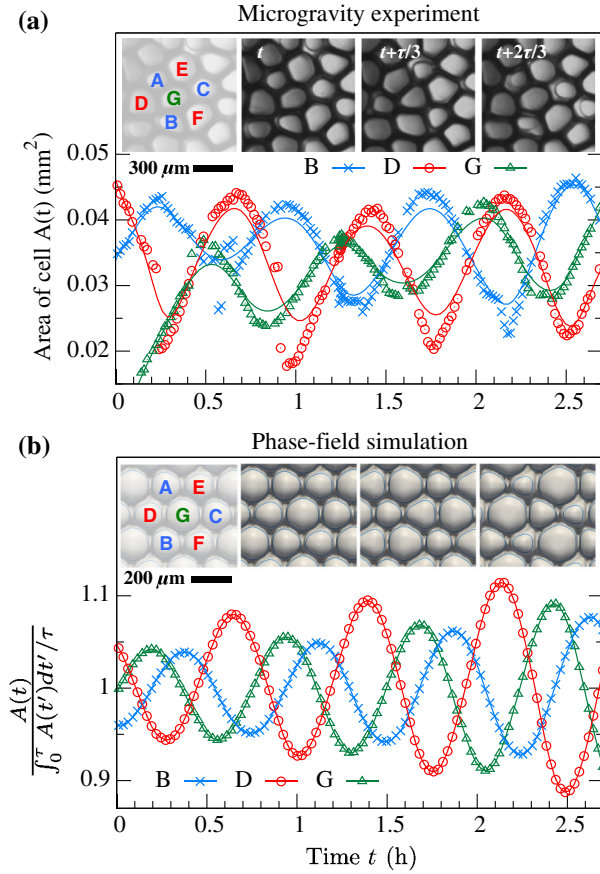 Microgravity experiment
(a)
t
t+τ/3
t+2τ/3
E
A
C
G
D
B
F
300 μm
B
D
G
0.05
0.04
0.03
0.02
Area of cell A(t) (mm²)
0
0.5
1
1.5
2
2.5
(b)
Phase-field simulation
A
E
D
G
C
B
F
200 μm
1.1
1
0.9
A(t)
∫₀^τ A(t')dt'/τ
B
D
G
0
0.5
1
1.5
2
2.5
Time t (h)